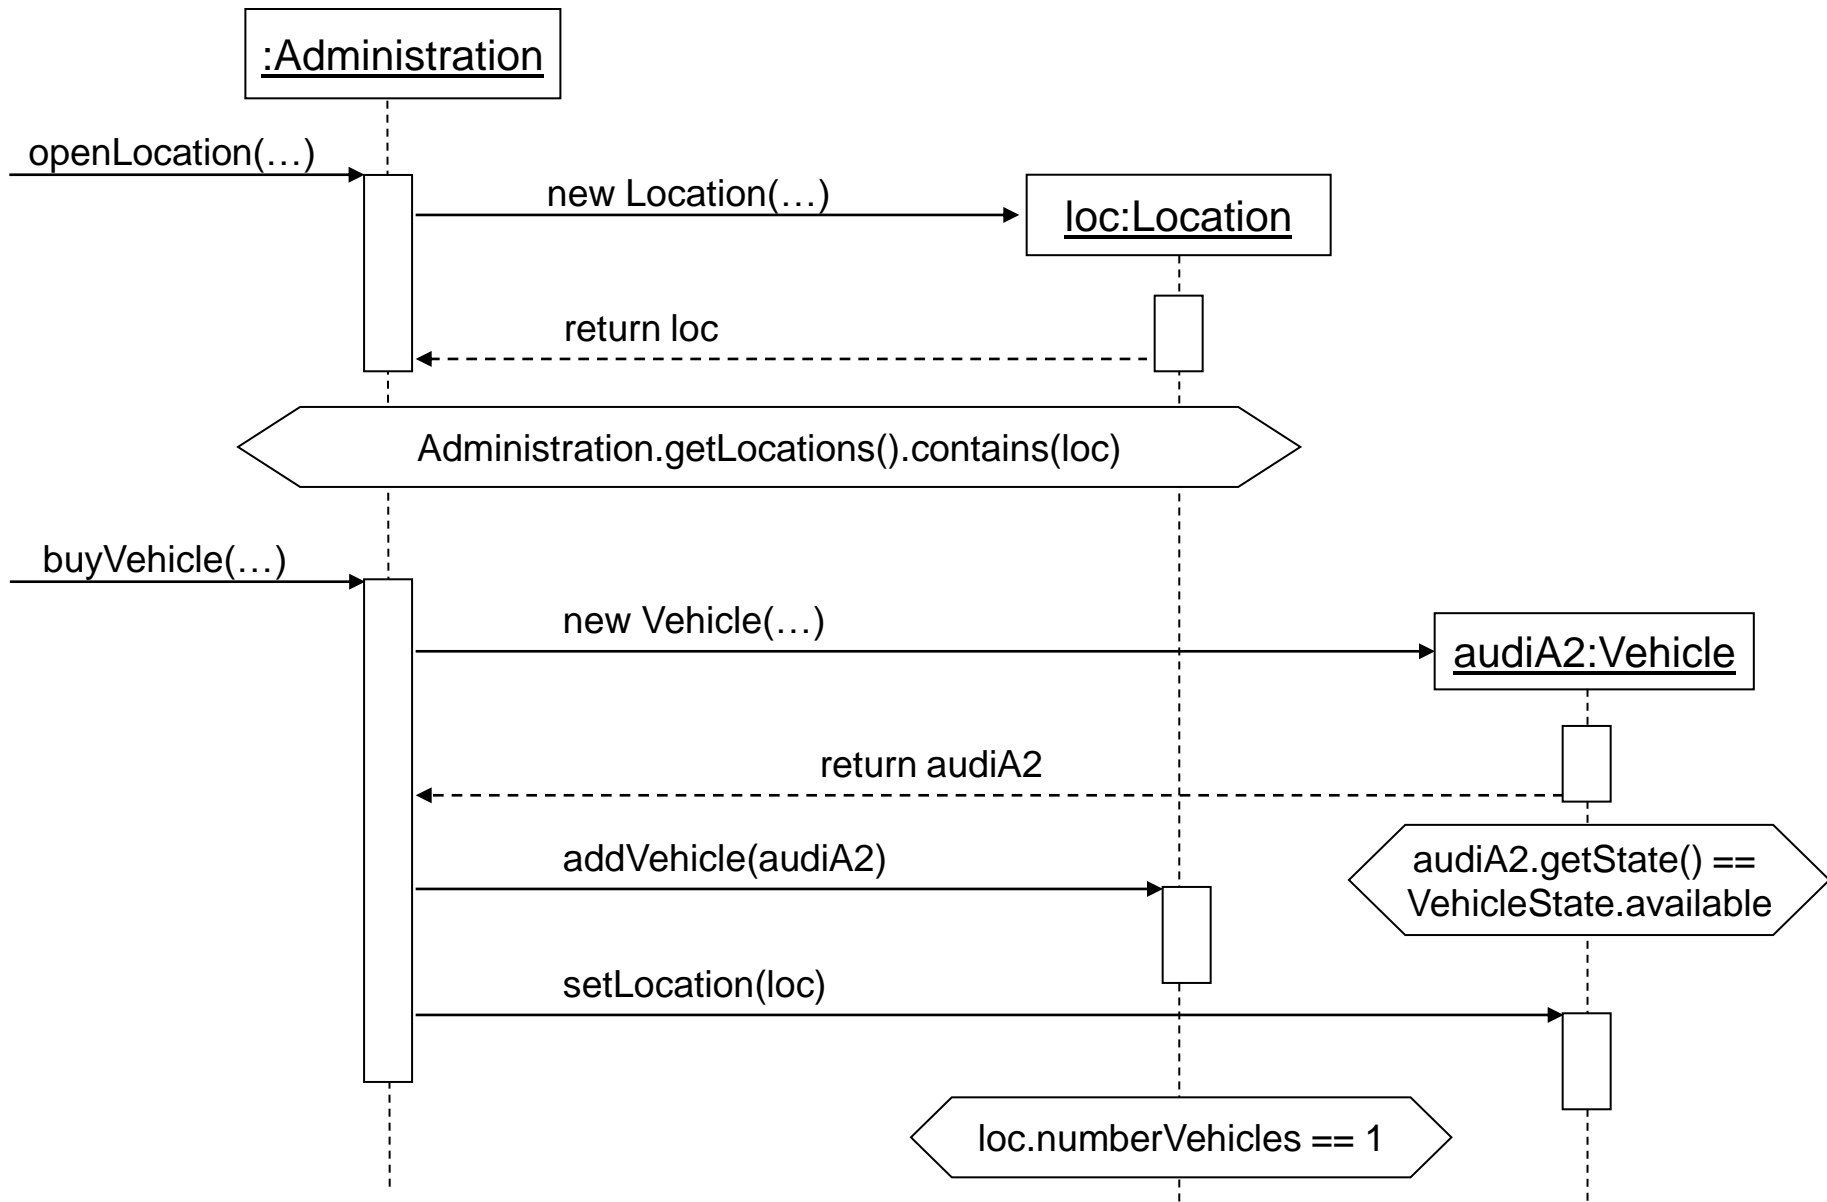 :Administration
openLocation(…)
new Location(…)
loc:Location
return loc
Administration.getLocations().contains(loc)
buyVehicle(…)
new Vehicle(…)
audiA2:Vehicle
return audiA2
addVehicle(audiA2)
audiA2.getState() ==
VehicleState.available
setLocation(loc)
loc.numberVehicles == 1